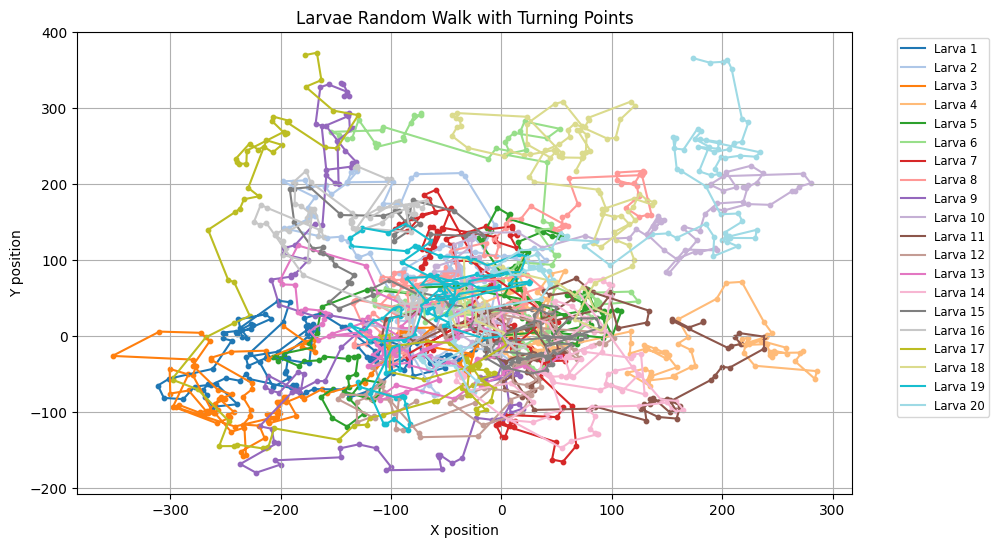 Larvae Random Walk with Turning Points
400
300
200
100
0
−100
−200
Y position
−300
−200
−100
0
100
200
300
X position
Larva 1
Larva 2
Larva 3
Larva 4
Larva 5
Larva 6
Larva 7
Larva 8
Larva 9
Larva 10
Larva 11
Larva 12
Larva 13
Larva 14
Larva 15
Larva 16
Larva 17
Larva 18
Larva 19
Larva 20